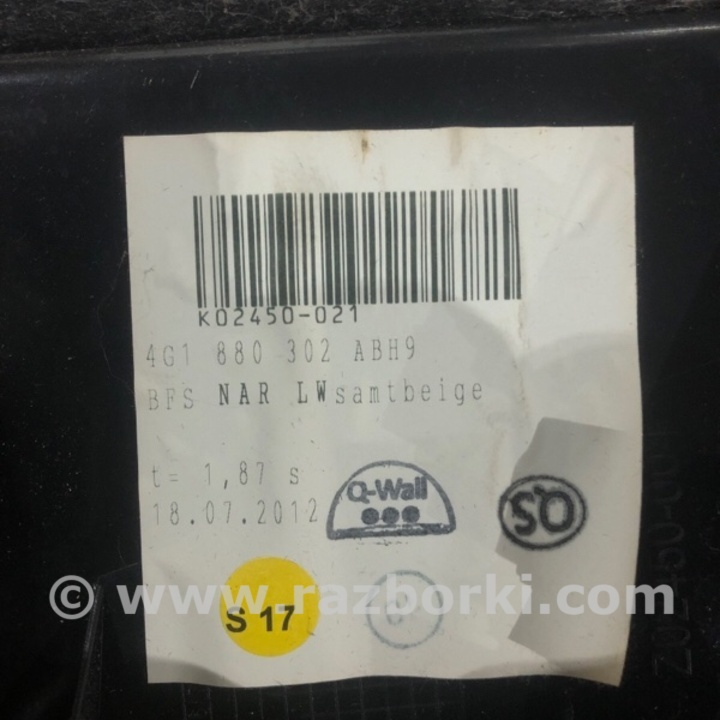 K02450-021
4G1 880 302 ABH9
BFS NAR LWsamtbeige
t= 1,87 s
18.07.2012
Q-Wall
SO
© www.razborki.com
S 17